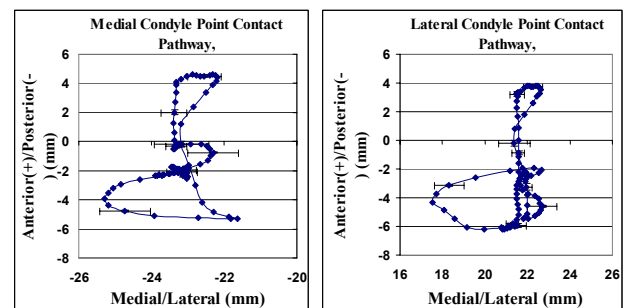 Medial Condyle Point Contact
Pathway,
Anterior(+)/Posterior(-
) (mm)
6
4
2
0
-2
-4
-6
-8
-26
-24
-22
-20
Medial/Lateral (mm)
Lateral Condyle Point Contact
Pathway,
Anterior(+)/Posterior(-
) (mm)
6
4
2
0
-2
-4
-6
-8
16
18
20
22
24
26
Medial/Lateral (mm)